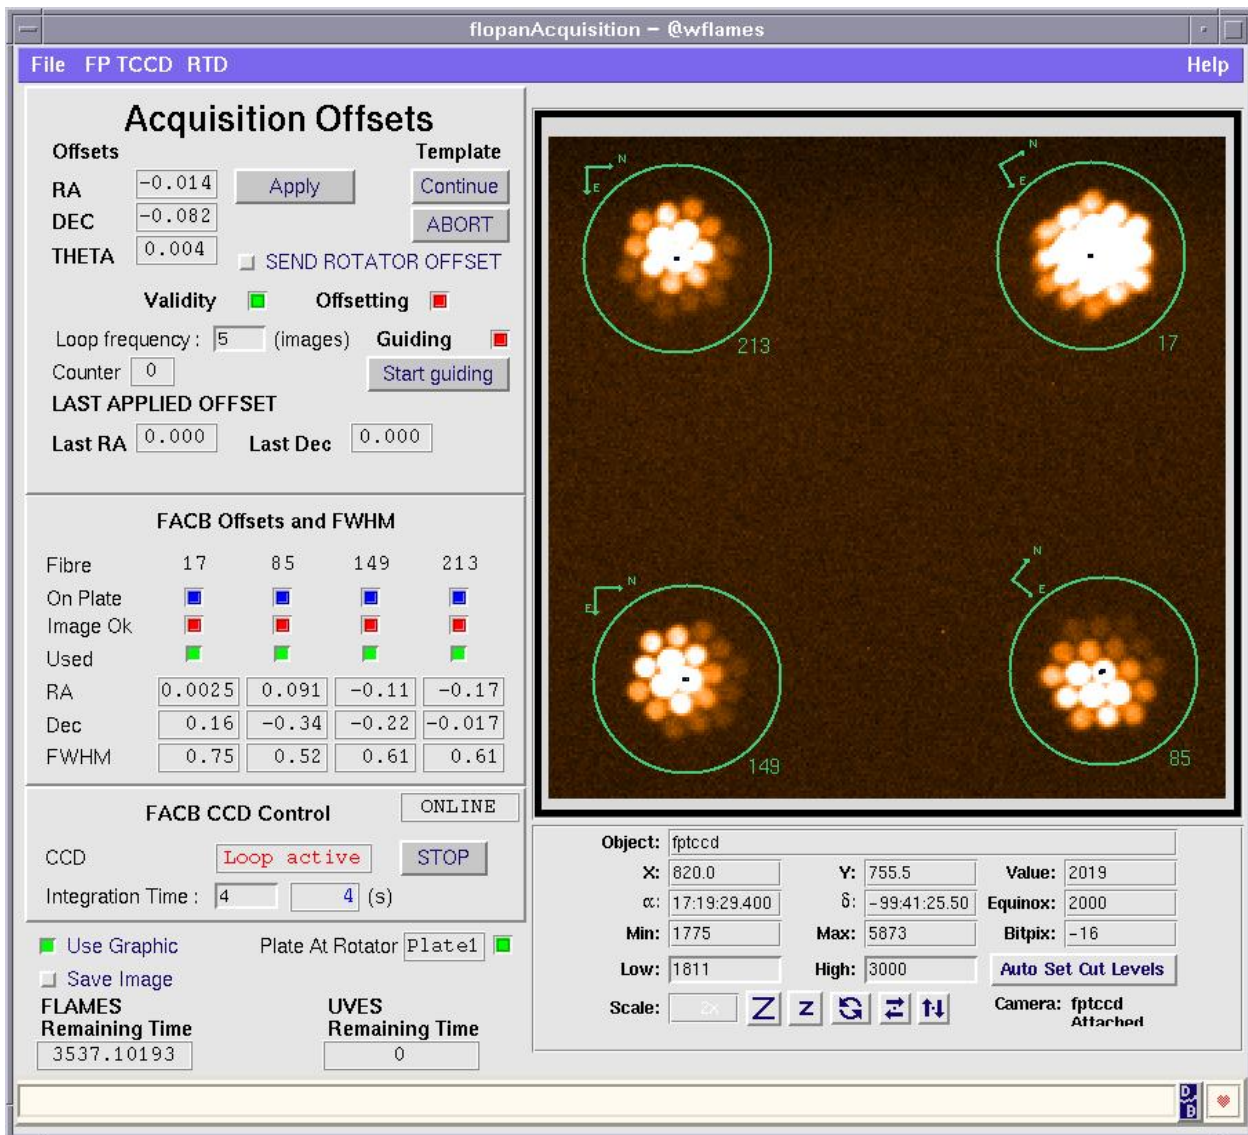 flopanAcquisition – @wflames
File FP TCCD RTD Help
Acquisition Offsets
Offsets Template
RA -0.014 Apply Continue
DEC -0.082 ABORT
THETA 0.004 SEND ROTATOR OFFSET
Validity Offsetting
Loop frequency : 5 (images) Guiding
Counter 0 Start guiding
LAST APPLIED OFFSET
Last RA 0.000 Last Dec 0.000
FACB Offsets and FWHM
Fibre 17 85 149 213
On Plate
Image Ok
Used
RA 0.0025 0.091 -0.11 -0.17
Dec 0.16 -0.34 -0.22 -0.017
FWHM 0.75 0.52 0.61 0.61
FACB CCD Control ONLINE
CCD Loop active STOP
Integration Time : 4 4 (s)
Use Graphic Plate At Rotator Plate1
Save Image
FLAMES UVES
Remaining Time Remaining Time
3537.10193 0
N N
E E
213 17
N N
E E
149 85
Object: fptccd
X: 820.0 Y: 755.5 Value: 2019
α: 17:19:29.400 δ: -99:41:25.50 Equinox: 2000
Min: 1775 Max: 5873 Bitpix: -16
Low: 1811 High: 3000 Auto Set Cut Levels
Scale: 2x Z z Camera: fptccd
Attached
D
B